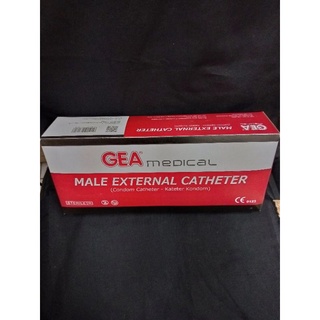 GEA MALE EXTERNAL CATHETER
GEA medical
MALE EXTERNAL CATHETER
(Condom Catheter - Kateter Kondom)
CE